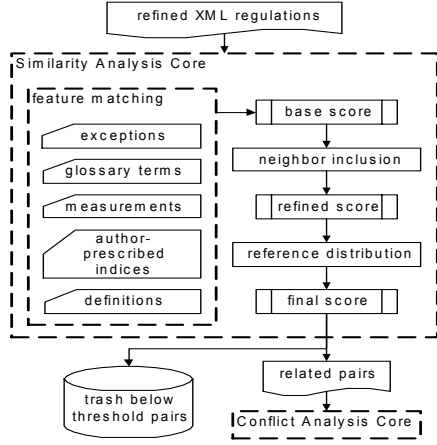 refined XML regulations
Similarity Analysis Core
feature matching
exceptions
glossary terms
measurements
author-
prescribed
indices
definitions
base score
neighbor inclusion
refined score
reference distribution
final score
trash below
threshold pairs
related pairs
Conflict Analysis Core